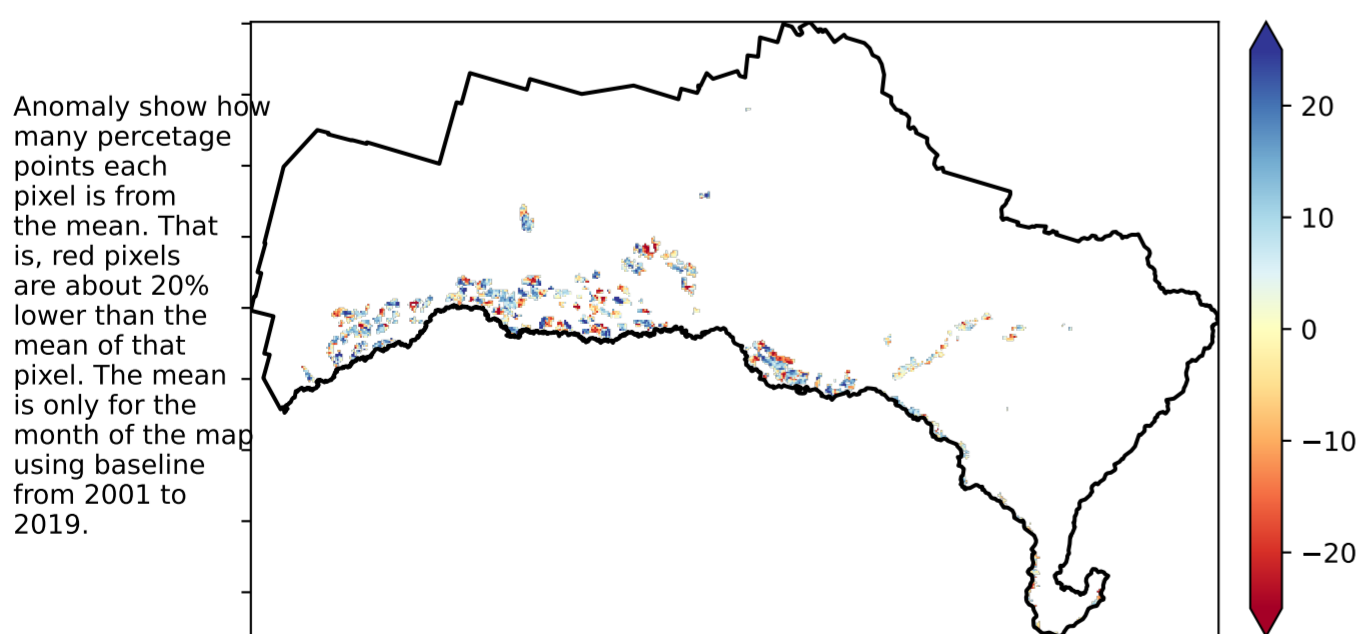 Anomaly show how
many percetage
points each
pixel is from
the mean. That
is, red pixels
are about 20%
lower than the
mean of that
pixel. The mean
is only for the
month of the map
using baseline
from 2001 to
2019.
20
10
0
−10
−20